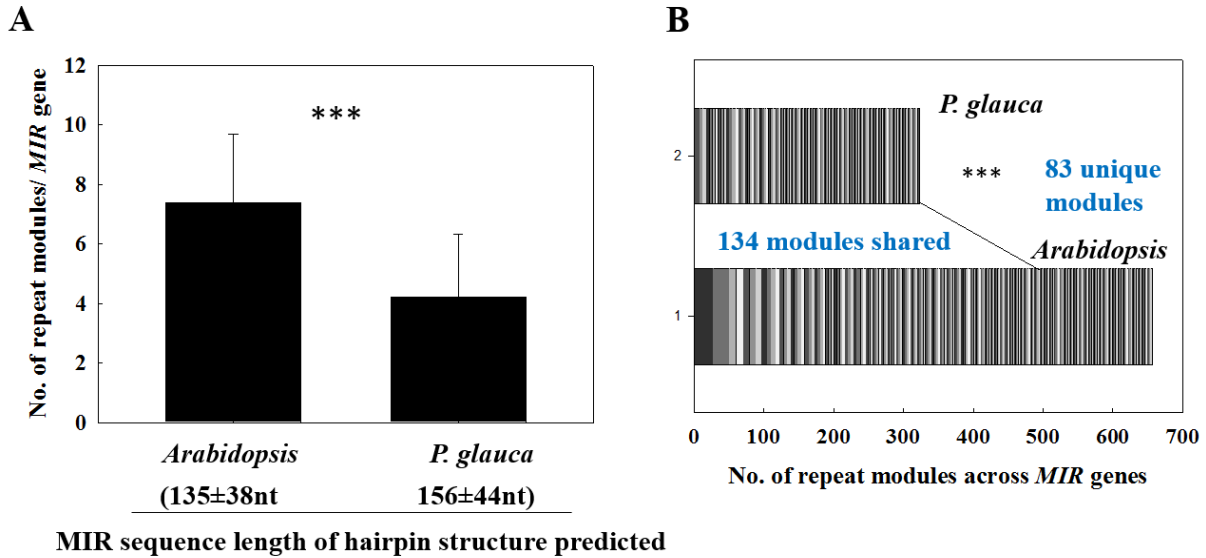 A
No. of repeat modules/ MIR gene
12
10
8
6
4
2
0
***
Arabidopsis
P. glauca
(135±38nt
156±44nt)
MIR sequence length of hairpin structure predicted
B
P. glauca
2
***
83 unique
modules
134 modules shared
Arabidopsis
1
0 100 200 300 400 500 600 700
No. of repeat modules across MIR genes